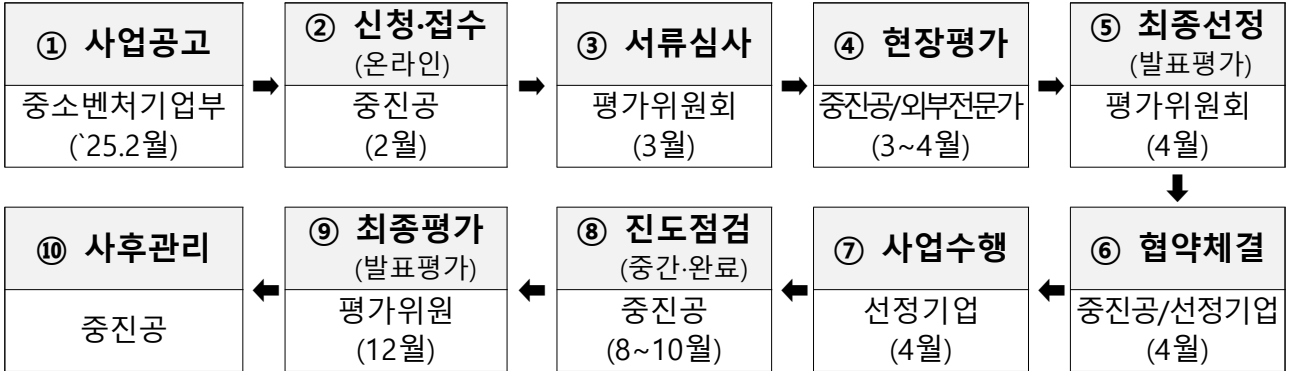 ① 사업공고
중소벤처기업부
(`25.2월)
② 신청·접수
(온라인)
중진공
(2월)
③ 서류심사
평가위원회
(3월)
④ 현장평가
중진공/외부전문가
(3~4월)
⑤ 최종선정
(발표평가)
평가위원회
(4월)
⑥ 협약체결
중진공/선정기업
(4월)
⑦ 사업수행
선정기업
(4월)
⑧ 진도점검
(중간·완료)
중진공
(8~10월)
⑨ 최종평가
(발표평가)
평가위원
(12월)
⑩ 사후관리
중진공